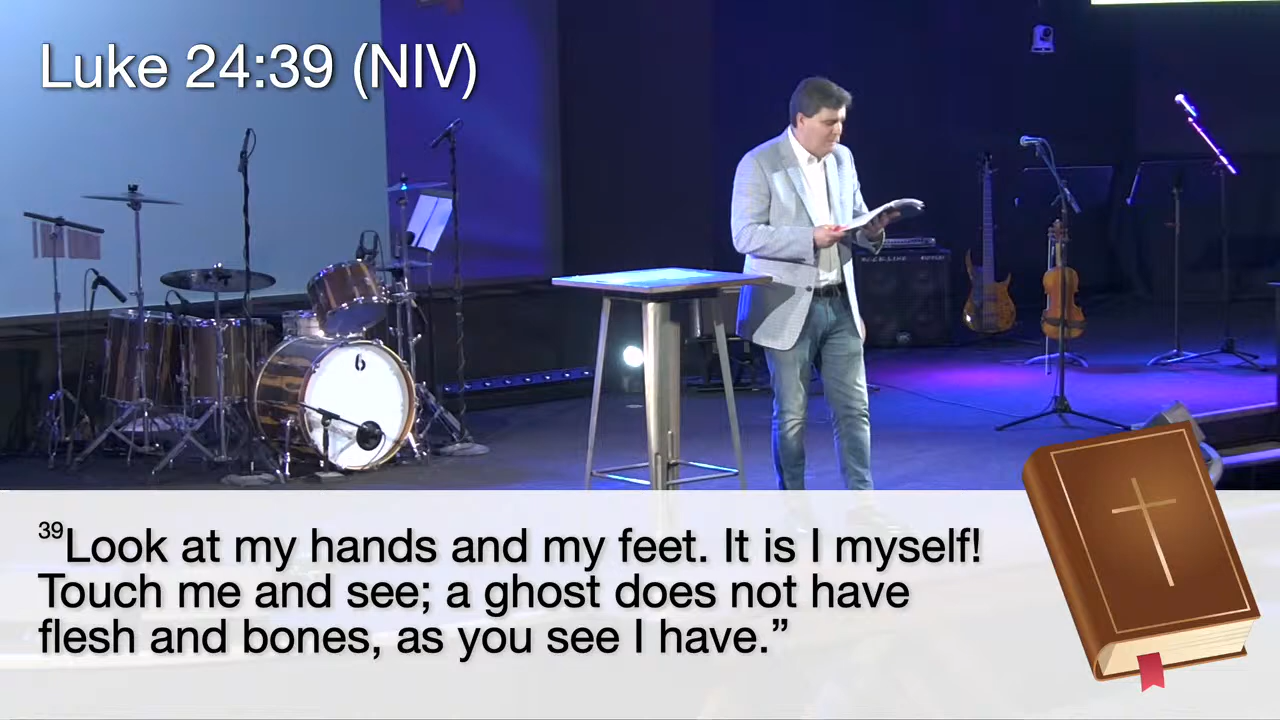 Luke 24:39 (NIV)
6
39Look at my hands and my feet. It is I myself!
Touch me and see; a ghost does not have
flesh and bones, as you see I have.”